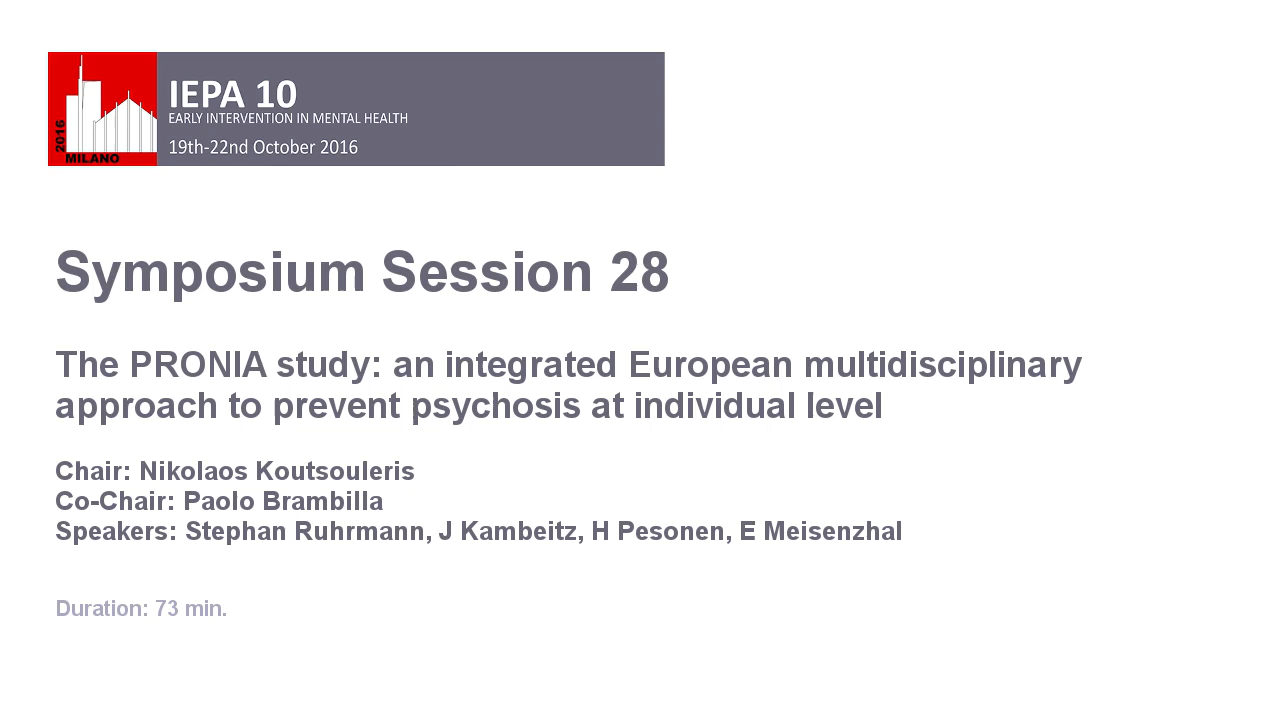 2016
MILANO
IEPA 10
EARLY INTERVENTION IN MENTAL HEALTH
19th-22nd October 2016
Symposium Session 28
The PRONIA study: an integrated European multidisciplinary
approach to prevent psychosis at individual level
Chair: Nikolaos Koutsouleris
Co-Chair: Paolo Brambilla
Speakers: Stephan Ruhrmann, J Kambeitz, H Pesonen, E Meisenzhal
Duration: 73 min.